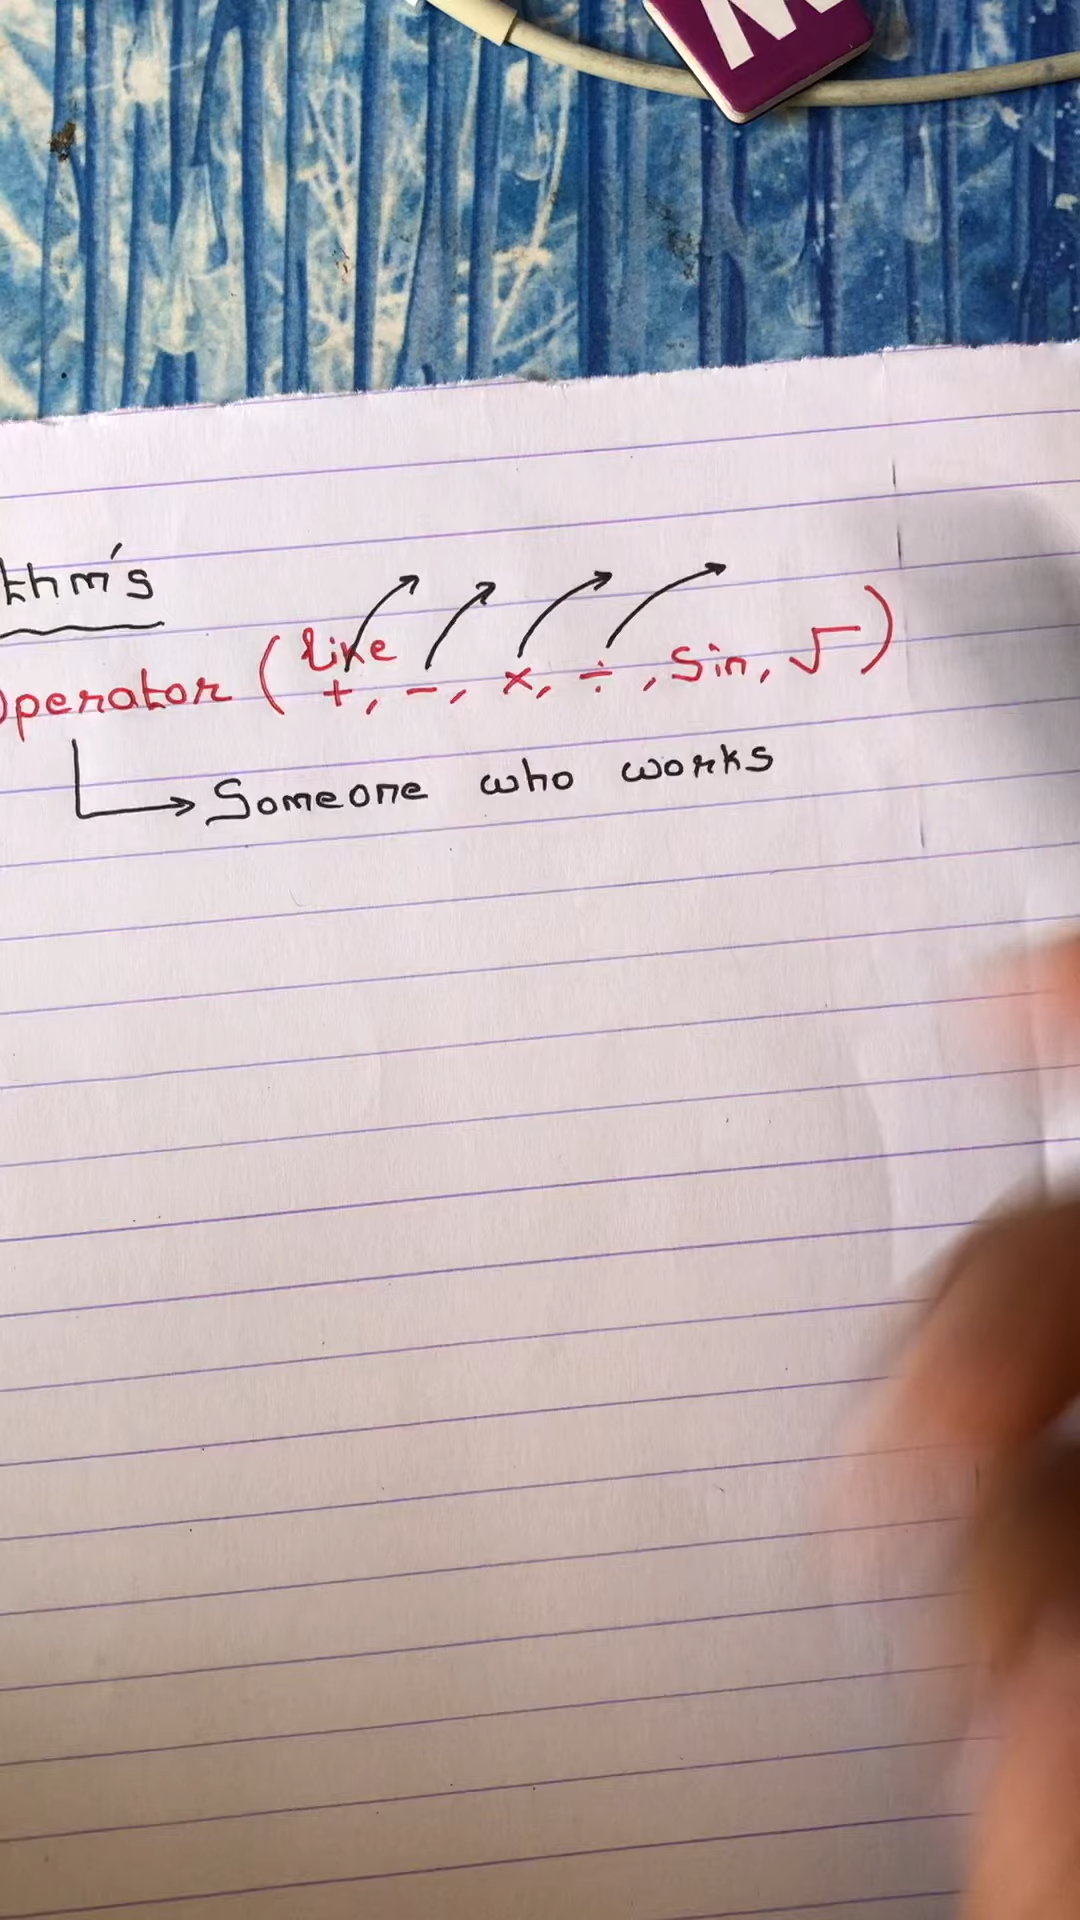 thm's
Operator ( like +, -, ×, ÷, Sin, √ )
↳ Someone who works